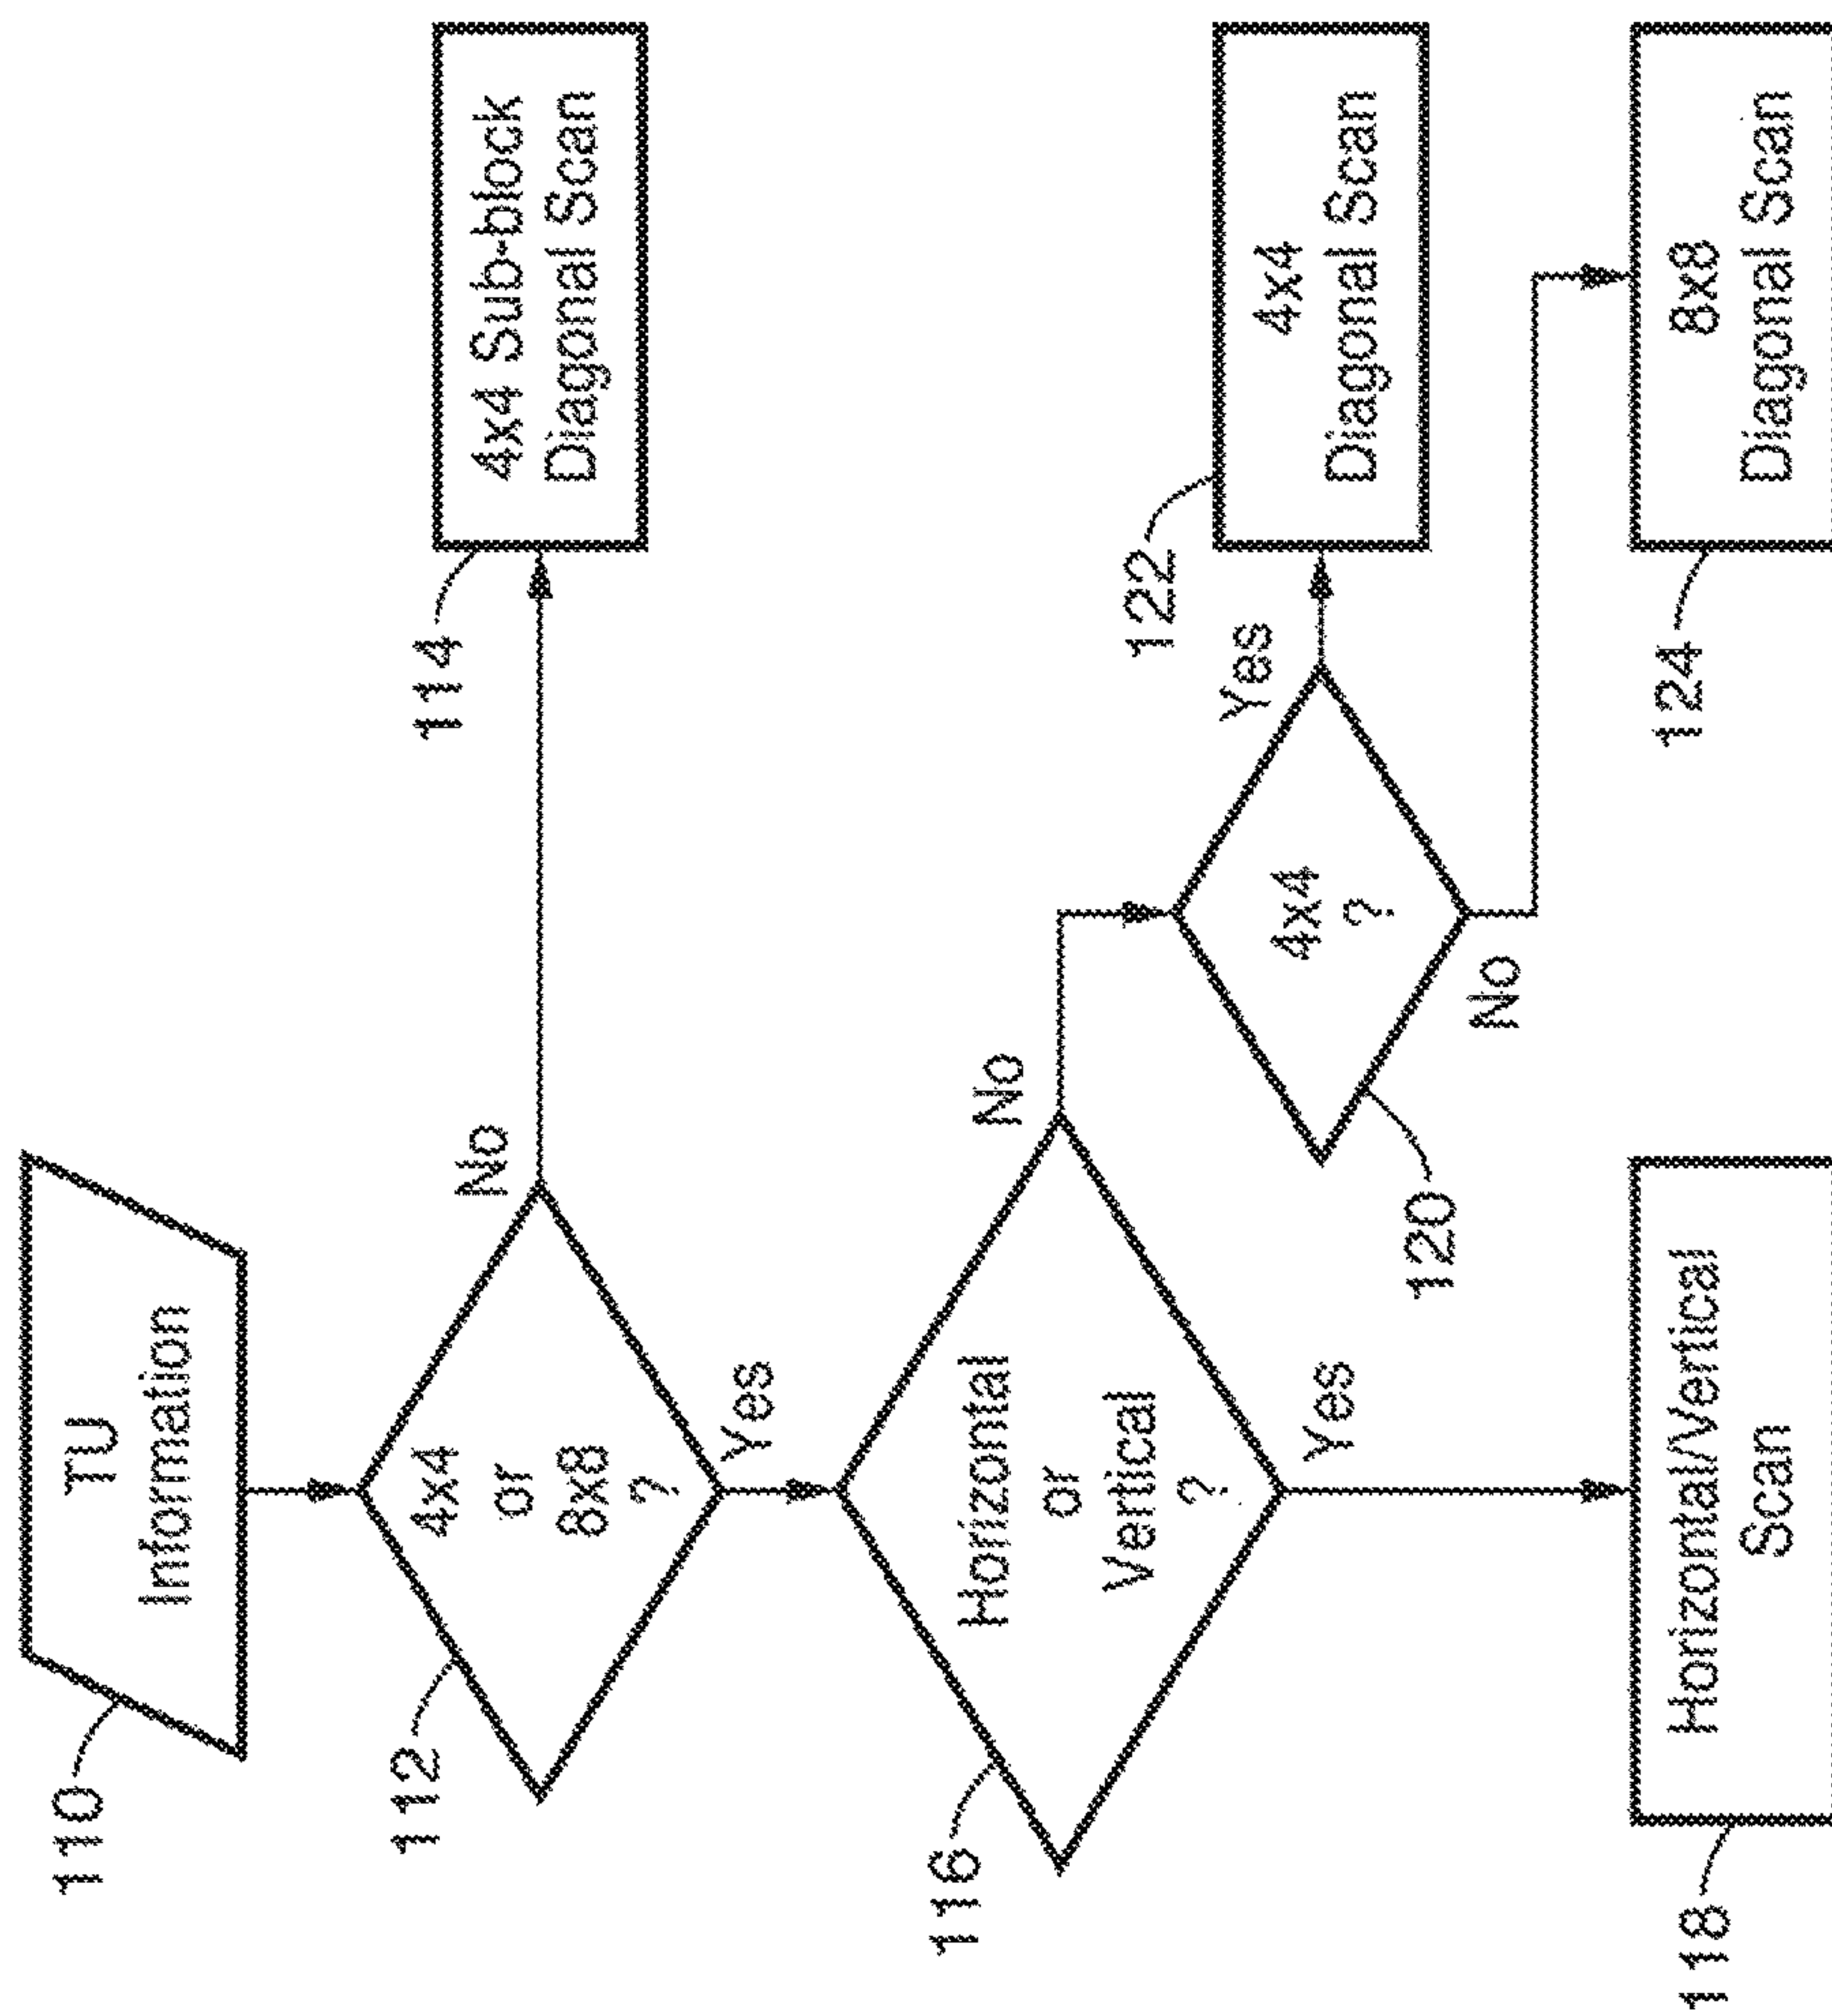 110
TU
Information
112
4x4
or
8x8
?
No
Yes
114
4x4 Sub-block
Diagonal Scan
116
Horizontal
or
Vertical
?
No
Yes
120
4x4
?
Yes
No
122
4x4
Diagonal Scan
118
Horizontal/Vertical
Scan
124
8x8
Diagonal Scan